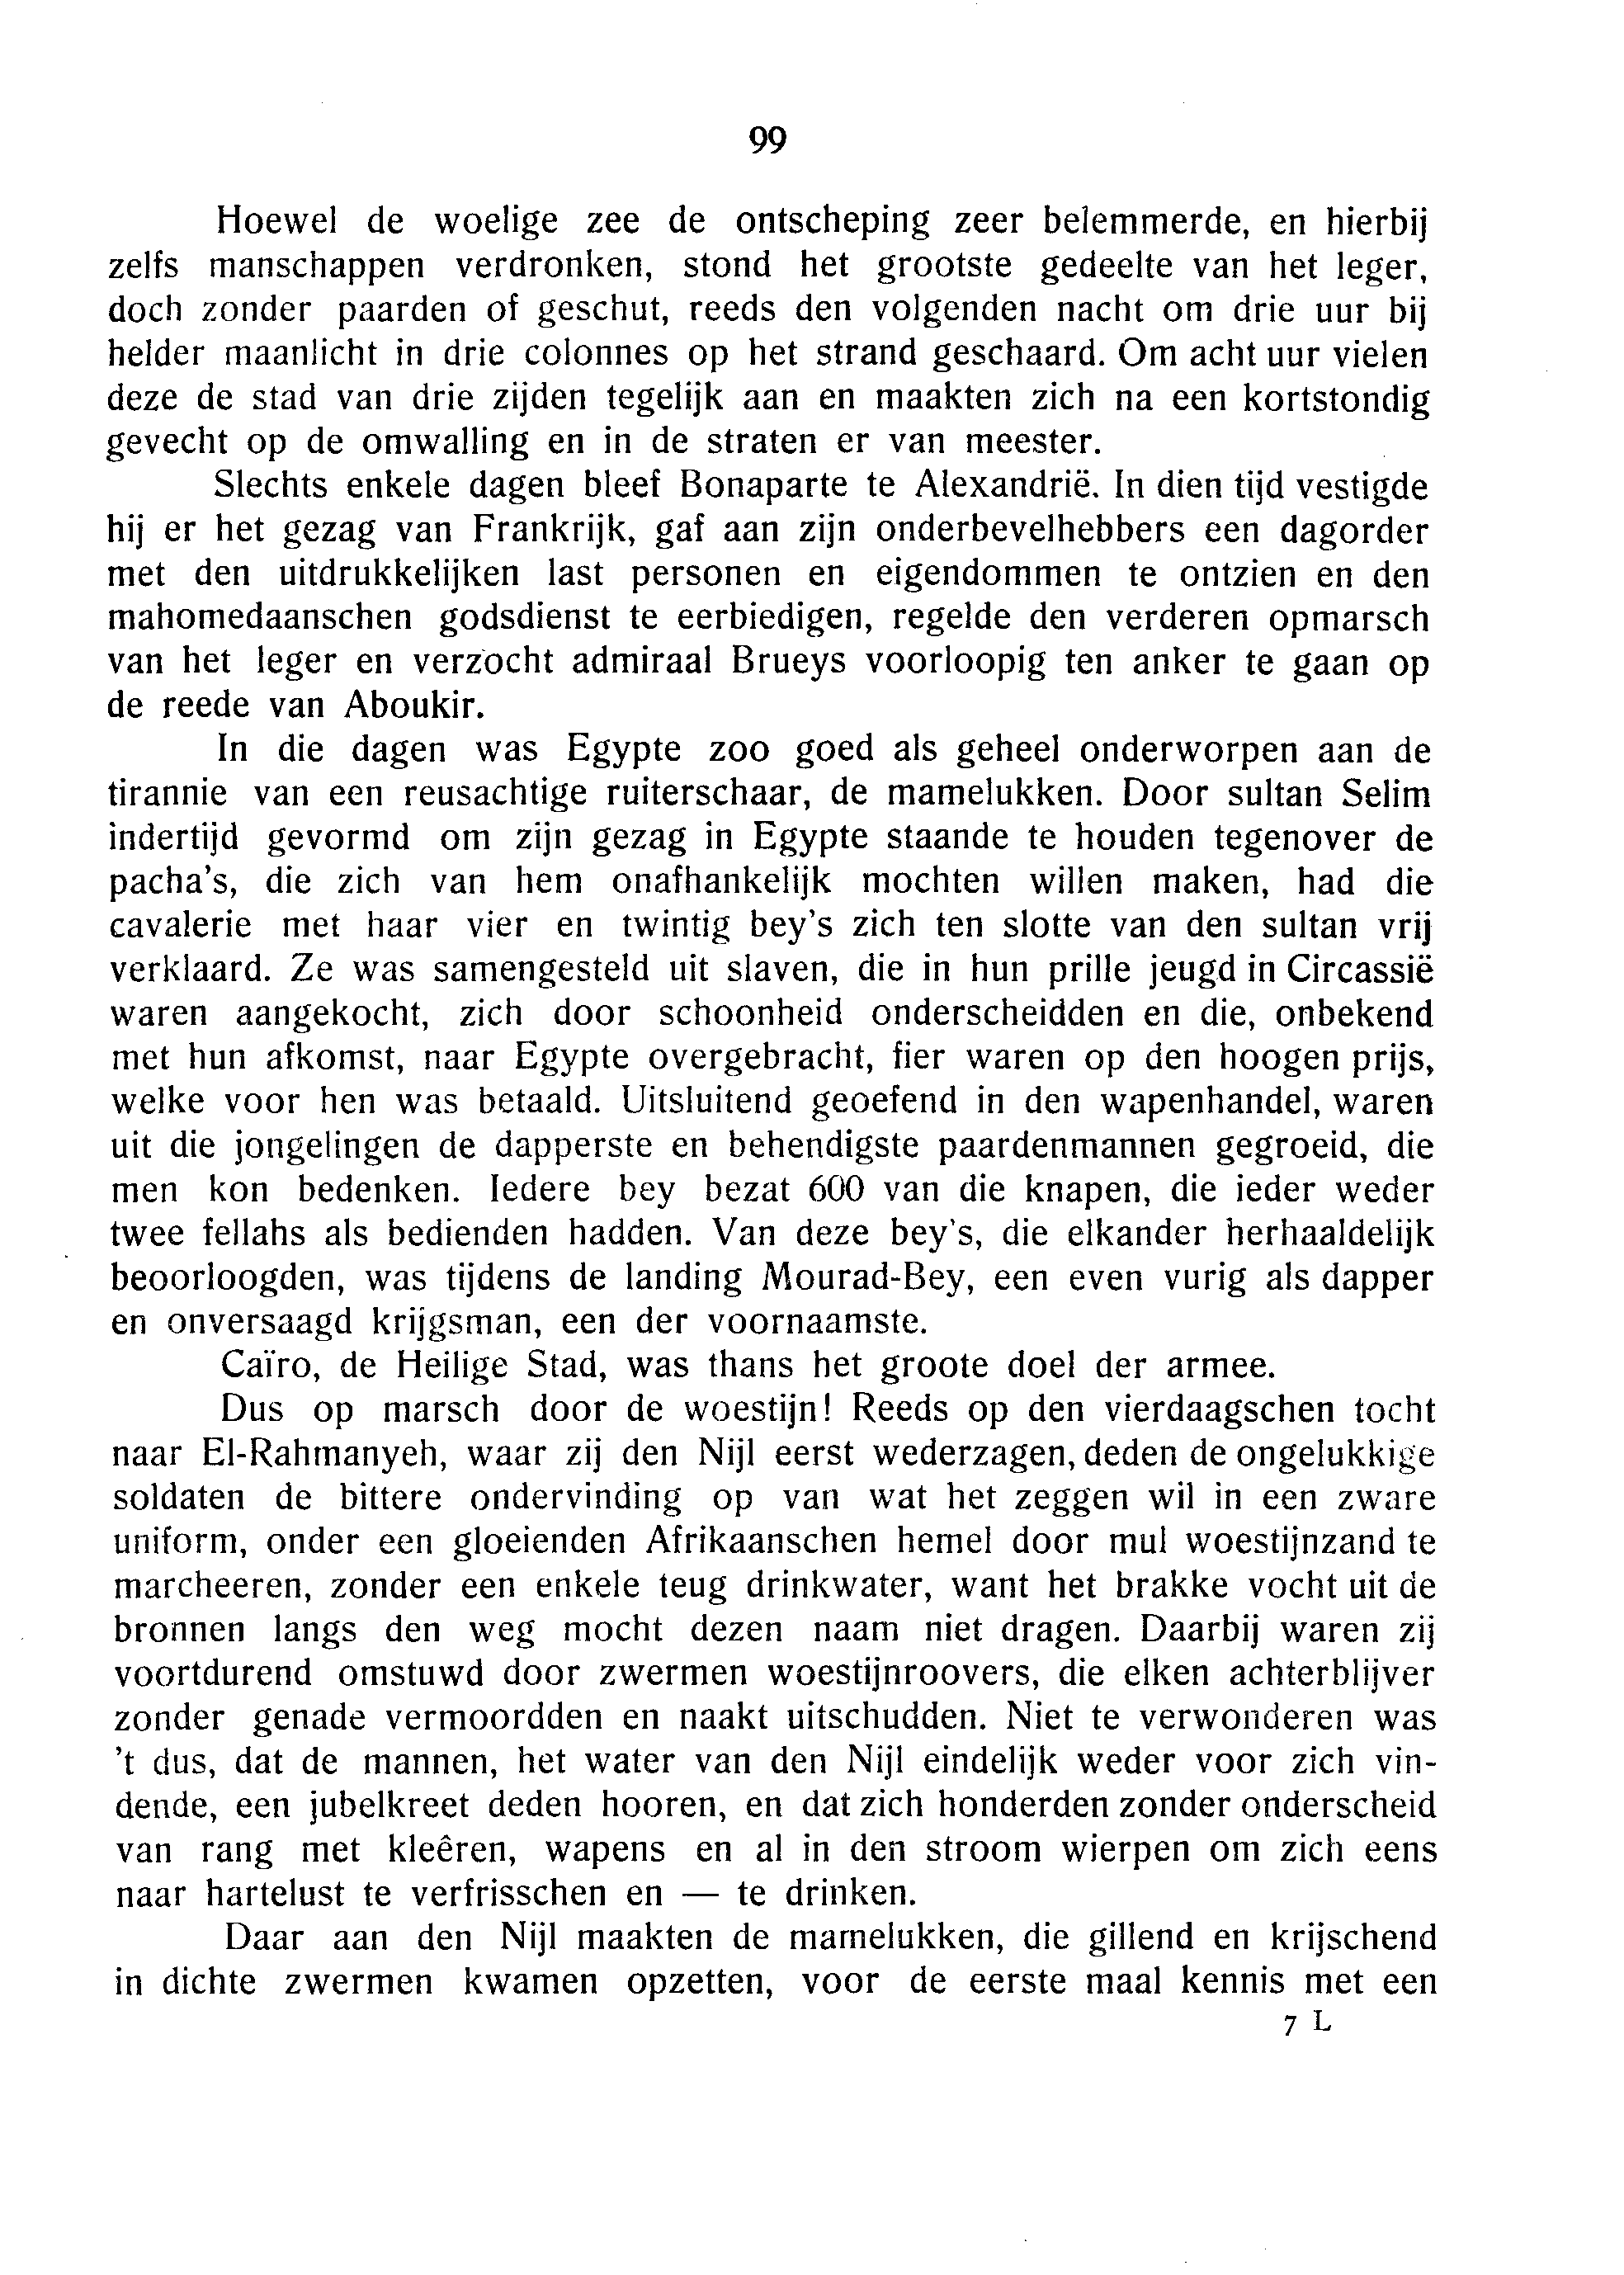 99
Hoewel de woelige zee de ontscheping zeer belemmerde, en hierbij
zelfs manschappen verdronken, stond het grootste gedeelte van het leger,
doch zonder paarden of geschut, reeds den volgenden nacht om drie uur bij
helder maanlicht in drie colonnes op het strand geschaard. Om acht uur vielen
deze de stad van drie zijden tegelijk aan en maakten zich na een kortstondig
gevecht op de omwalling en in de straten er van meester.
Slechts enkele dagen bleef Bonaparte te Alexandrië. In dien tijd vestigde
hij er het gezag van Frankrijk, gaf aan zijn onderbevelhebbers een dagorder
met den uitdrukkelijken last personen en eigendommen te ontzien en den
mahomedaanschen godsdienst te eerbiedigen, regelde den verderen opmarsch
van het leger en verzocht admiraal Brueys voorloopig ten anker te gaan op
de reede van Aboukir.
In die dagen was Egypte zoo goed als geheel onderworpen aan de
tirannie van een reusachtige ruiterschaar, de mamelukken. Door sultan Selim
indertijd gevormd om zijn gezag in Egypte staande te houden tegenover de
pacha's, die zich van hem onafhankelijk mochten willen maken, had die
cavalerie met haar vier en twintig bey's zich ten slotte van den sultan vrij
verklaard. Ze was samengesteld uit slaven, die in hun prille jeugd in Circassië
waren aangekocht, zich door schoonheid onderscheidden en die, onbekend
met hun afkomst, naar Egypte overgebracht, fier waren op den hoogen prijs,
welke voor hen was betaald. Uitsluitend geoefend in den wapenhandel, waren
uit die jongelingen de dapperste en behendigste paardenmannen gegroeid, die
men kon bedenken. Iedere bey bezat 600 van die knapen, die ieder weder
twee fellahs als bedienden hadden. Van deze bey's, die elkander herhaaldelijk
beoorloogden, was tijdens de landing Mourad-Bey, een even vurig als dapper
en onversaagd krijgsman, een der voornaamste.
Caïro, de Heilige Stad, was thans het groote doel der armee.
Dus op marsch door de woestijn! Reeds op den vierdaagschen tocht
naar El-Rahmanyeh, waar zij den Nijl eerst wederzagen, deden de ongelukkige
soldaten de bittere ondervinding op van wat het zeggen wil in een zware
uniform, onder een gloeienden Afrikaanschen hemel door mul woestijnzand te
marcheeren, zonder een enkele teug drinkwater, want het brakke vocht uit de
bronnen langs den weg mocht dezen naam niet dragen. Daarbij waren zij
voortdurend omstuwd door zwermen woestijnroovers, die elken achterblijver
zonder genade vermoordden en naakt uitschudden. Niet te verwonderen was
't dus, dat de mannen, het water van den Nijl eindelijk weder voor zich vin-
dende, een jubelkreet deden hooren, en dat zich honderden zonder onderscheid
van rang met kleêren, wapens en al in den stroom wierpen om zich eens
naar hartelust te verfrisschen en — te drinken.
Daar aan den Nijl maakten de mamelukken, die gillend en krijschend
in dichte zwermen kwamen opzetten, voor de eerste maal kennis met een
7 L